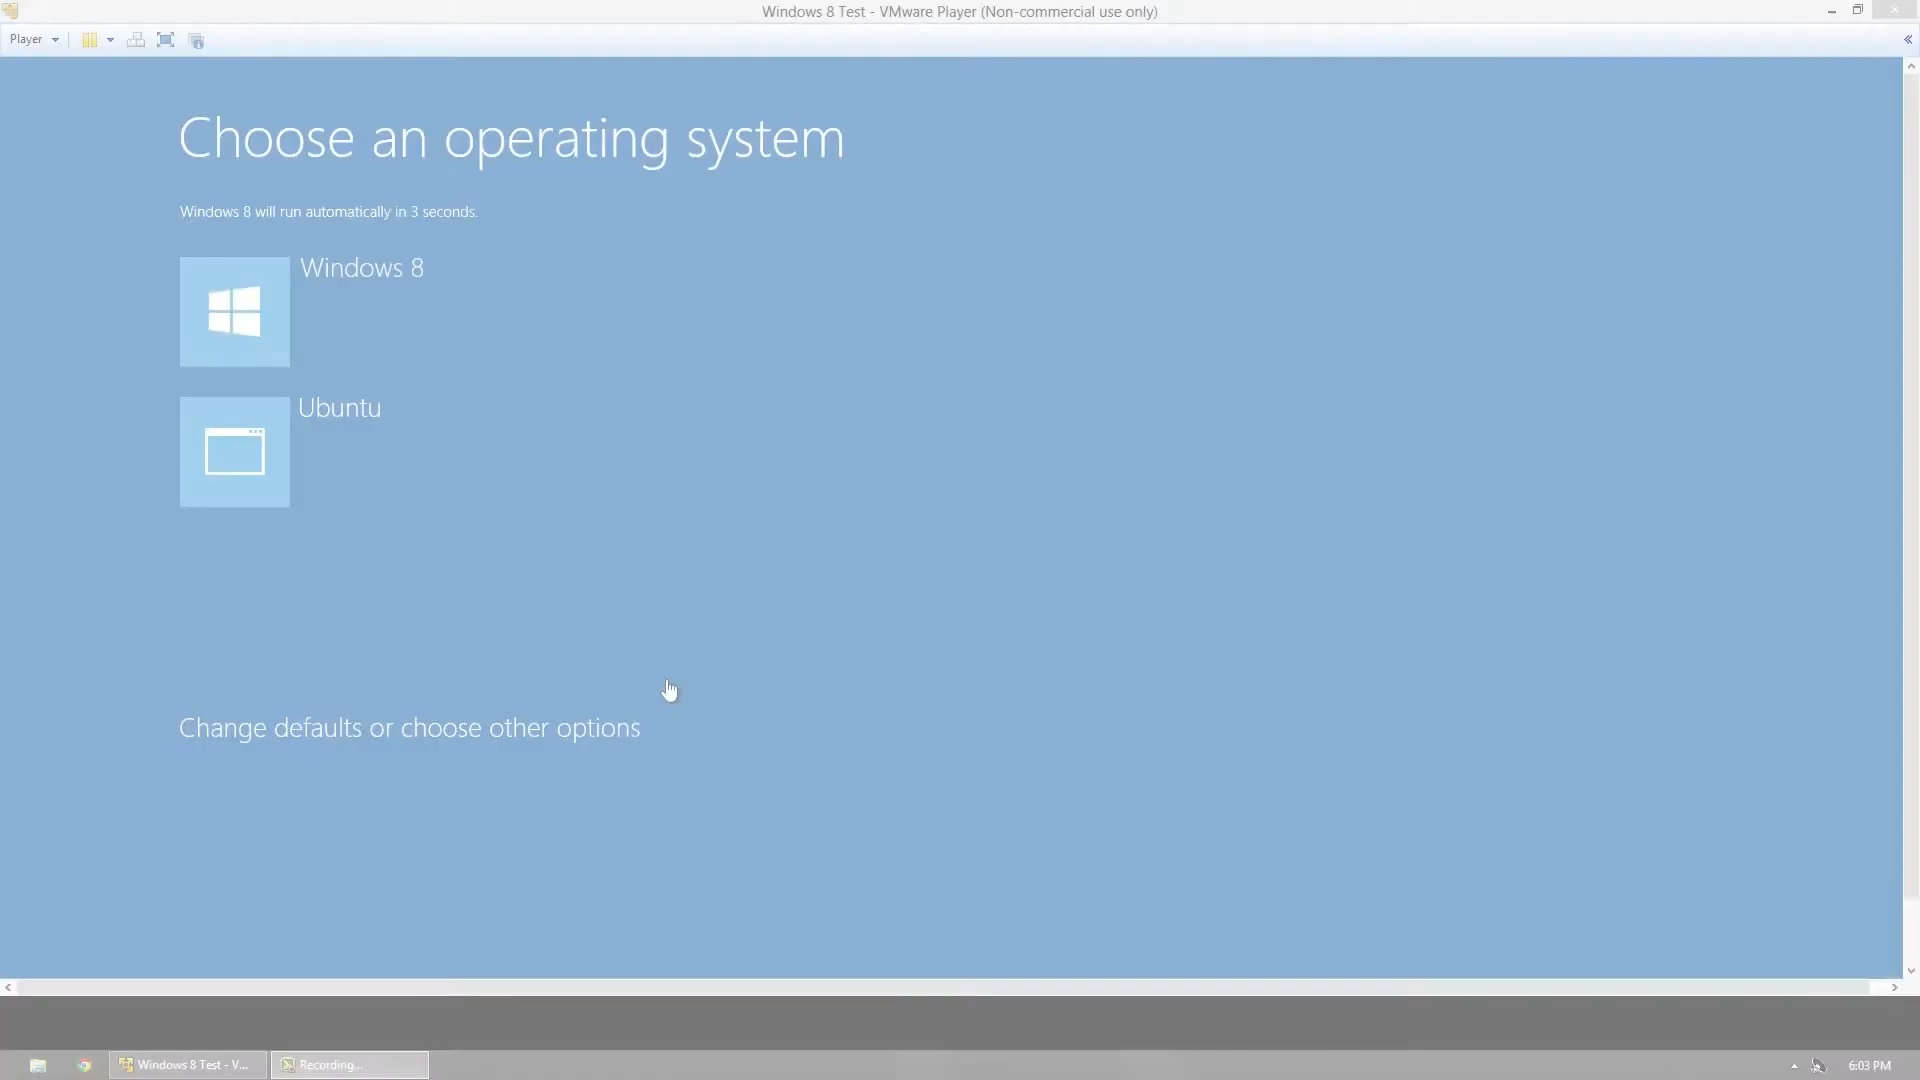 Windows 8 Test - VMware Player (Non-commercial use only)
Player
Choose an operating system
Windows 8 will run automatically in 3 seconds.
Windows 8
Ubuntu
Change defaults or choose other options
Windows 8 Test - V...
Recording...
6:03 PM